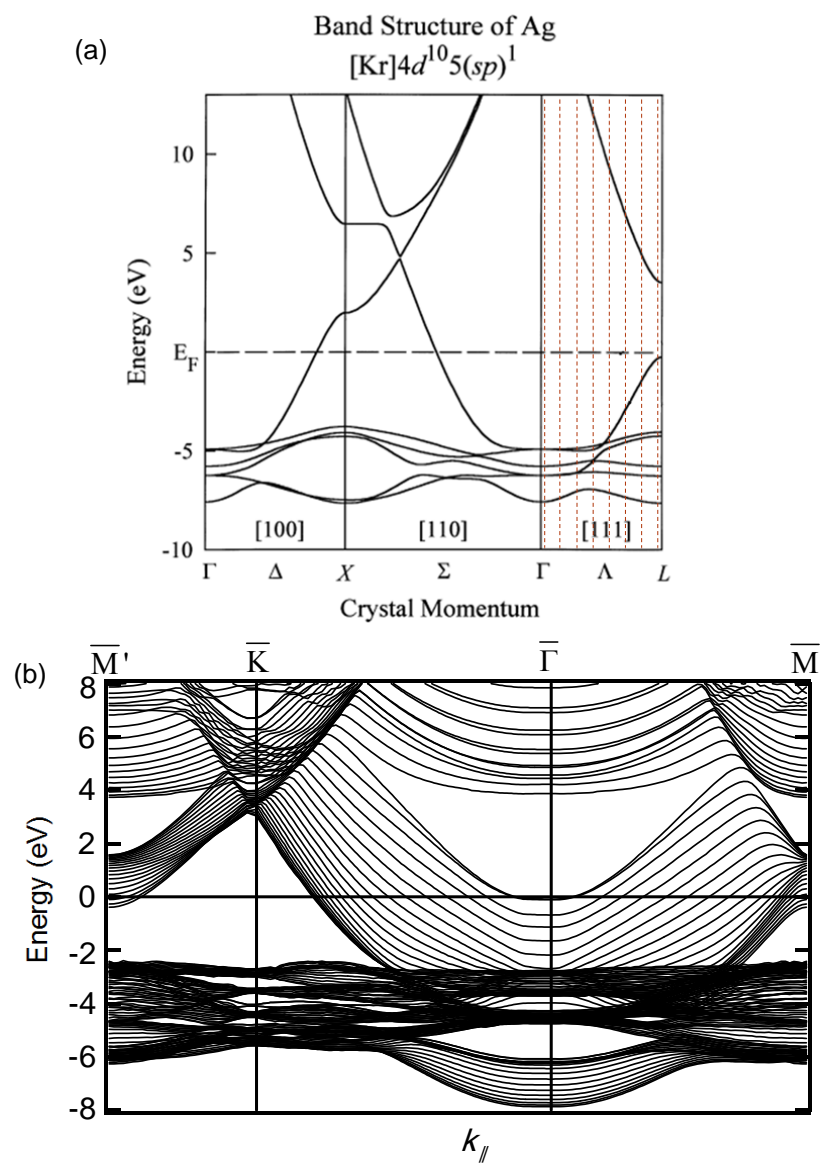 (a)
Band Structure of Ag
[Kr]4d¹⁰5(sp)¹
Energy (eV)
10
5
E_F
-5
-10
[100] [110] [111]
Γ Δ X Σ Γ Λ L
Crystal Momentum
(b)
M̅' K̅ Γ̅ M̅
Energy (eV)
8
6
4
2
0
-2
-4
-6
-8
k_//